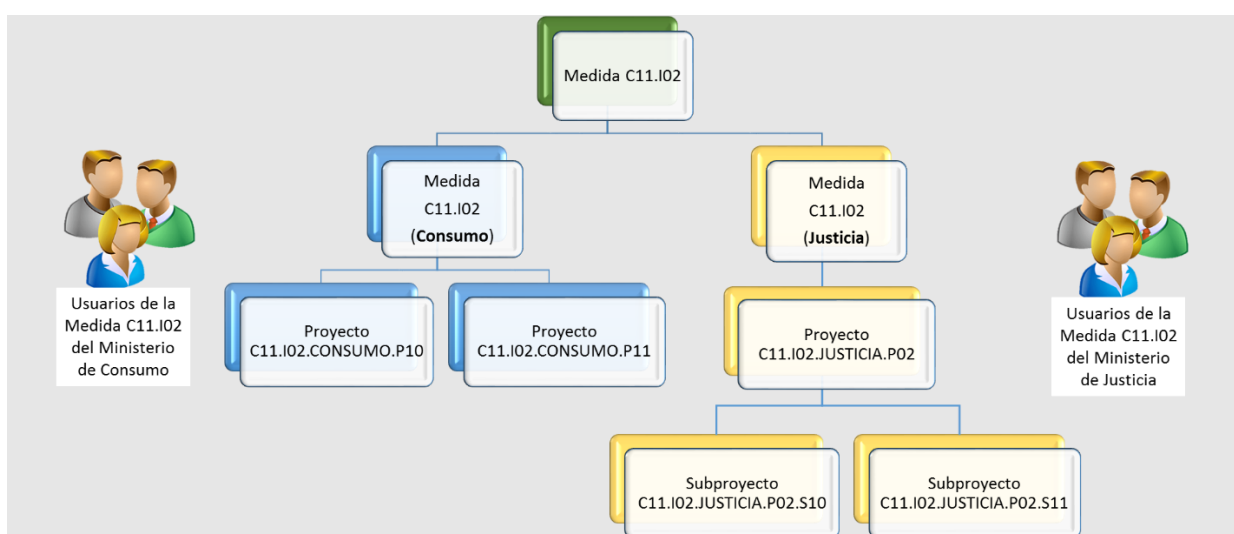 Medida C11.I02
Medida
C11.I02
(Consumo)
Medida
C11.I02
(Justicia)
Usuarios de la
Medida C11.I02
del Ministerio
de Consumo
Proyecto
C11.I02.CONSUMO.P10
Proyecto
C11.I02.CONSUMO.P11
Proyecto
C11.I02.JUSTICIA.P02
Usuarios de la
Medida C11.I02
del Ministerio
de Justicia
Subproyecto
C11.I02.JUSTICIA.P02.S10
Subproyecto
C11.I02.JUSTICIA.P02.S11